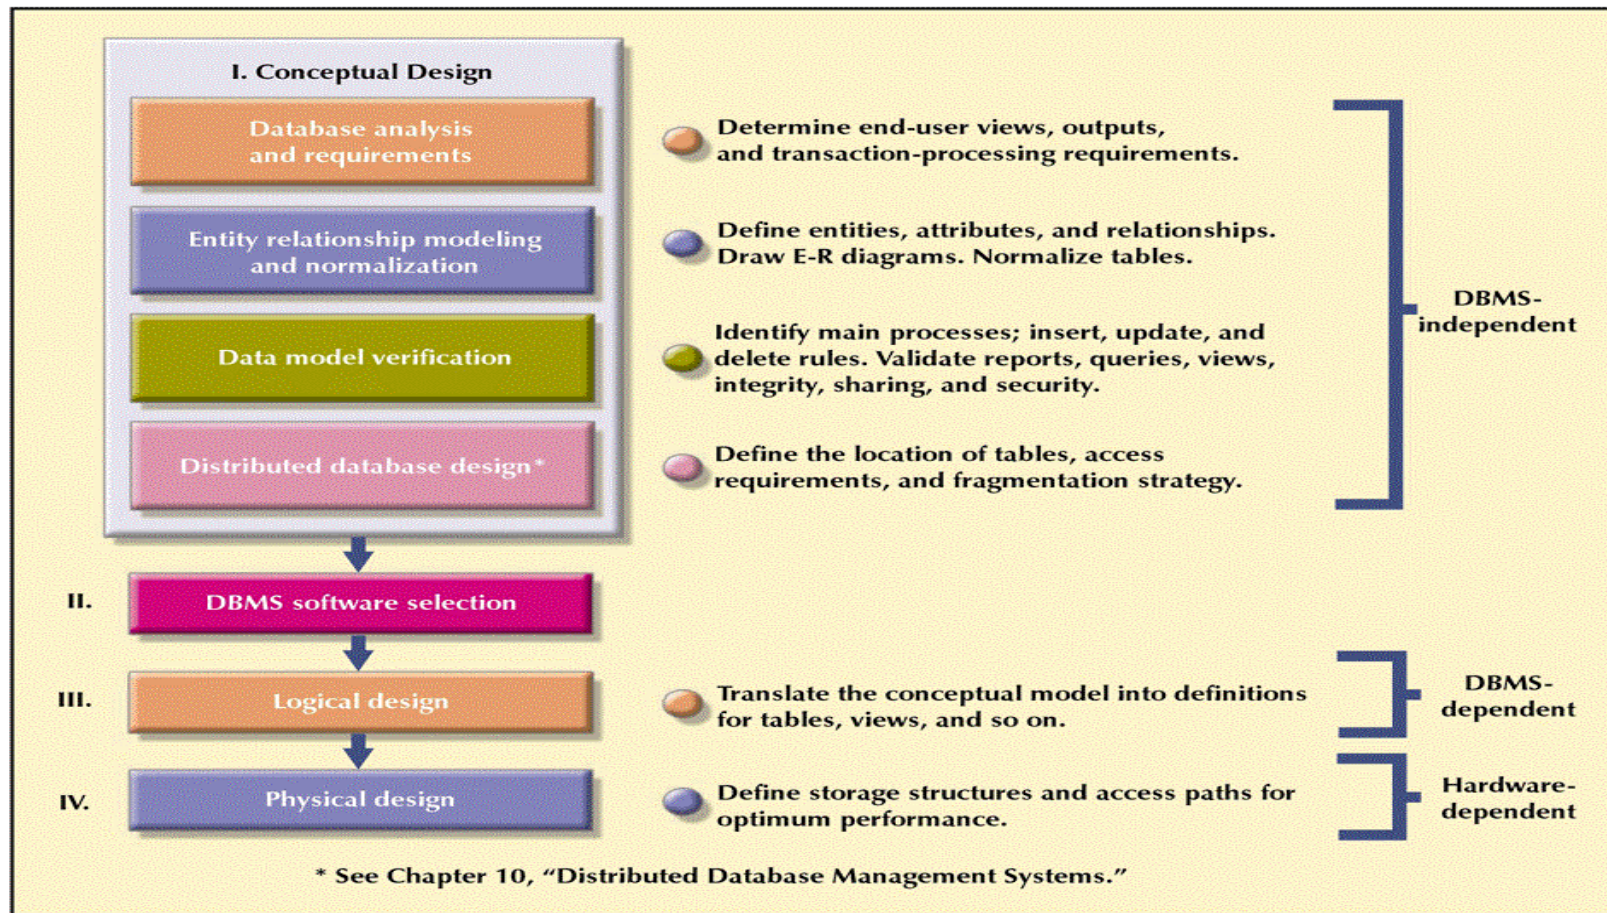 I. Conceptual Design
Database analysis
and requirements
Determine end-user views, outputs,
and transaction-processing requirements.
Entity relationship modeling
and normalization
Define entities, attributes, and relationships.
Draw E-R diagrams. Normalize tables.
DBMS-
independent
Data model verification
Identify main processes; insert, update, and
delete rules. Validate reports, queries, views,
integrity, sharing, and security.
Distributed database design*
Define the location of tables, access
requirements, and fragmentation strategy.
II.
DBMS software selection
III.
Logical design
Translate the conceptual model into definitions
for tables, views, and so on.
DBMS-
dependent
IV.
Physical design
Define storage structures and access paths for
optimum performance.
Hardware-
dependent
* See Chapter 10, “Distributed Database Management Systems.”